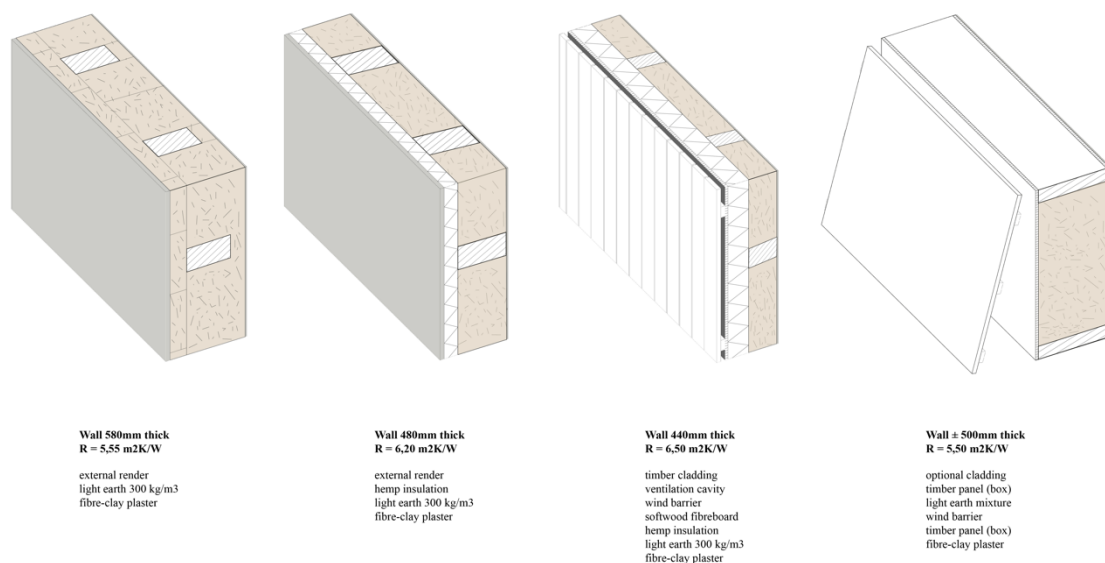 Wall 580mm thick
R = 5,55 m2K/W
external render
light earth 300 kg/m3
fibre-clay plaster
Wall 480mm thick
R = 6,20 m2K/W
external render
hemp insulation
light earth 300 kg/m3
fibre-clay plaster
Wall 440mm thick
R = 6,50 m2K/W
timber cladding
ventilation cavity
wind barrier
softwood fibreboard
hemp insulation
light earth 300 kg/m3
fibre-clay plaster
Wall ± 500mm thick
R = 5,50 m2K/W
optional cladding
timber panel (box)
light earth mixture
wind barrier
timber panel (box)
fibre-clay plaster